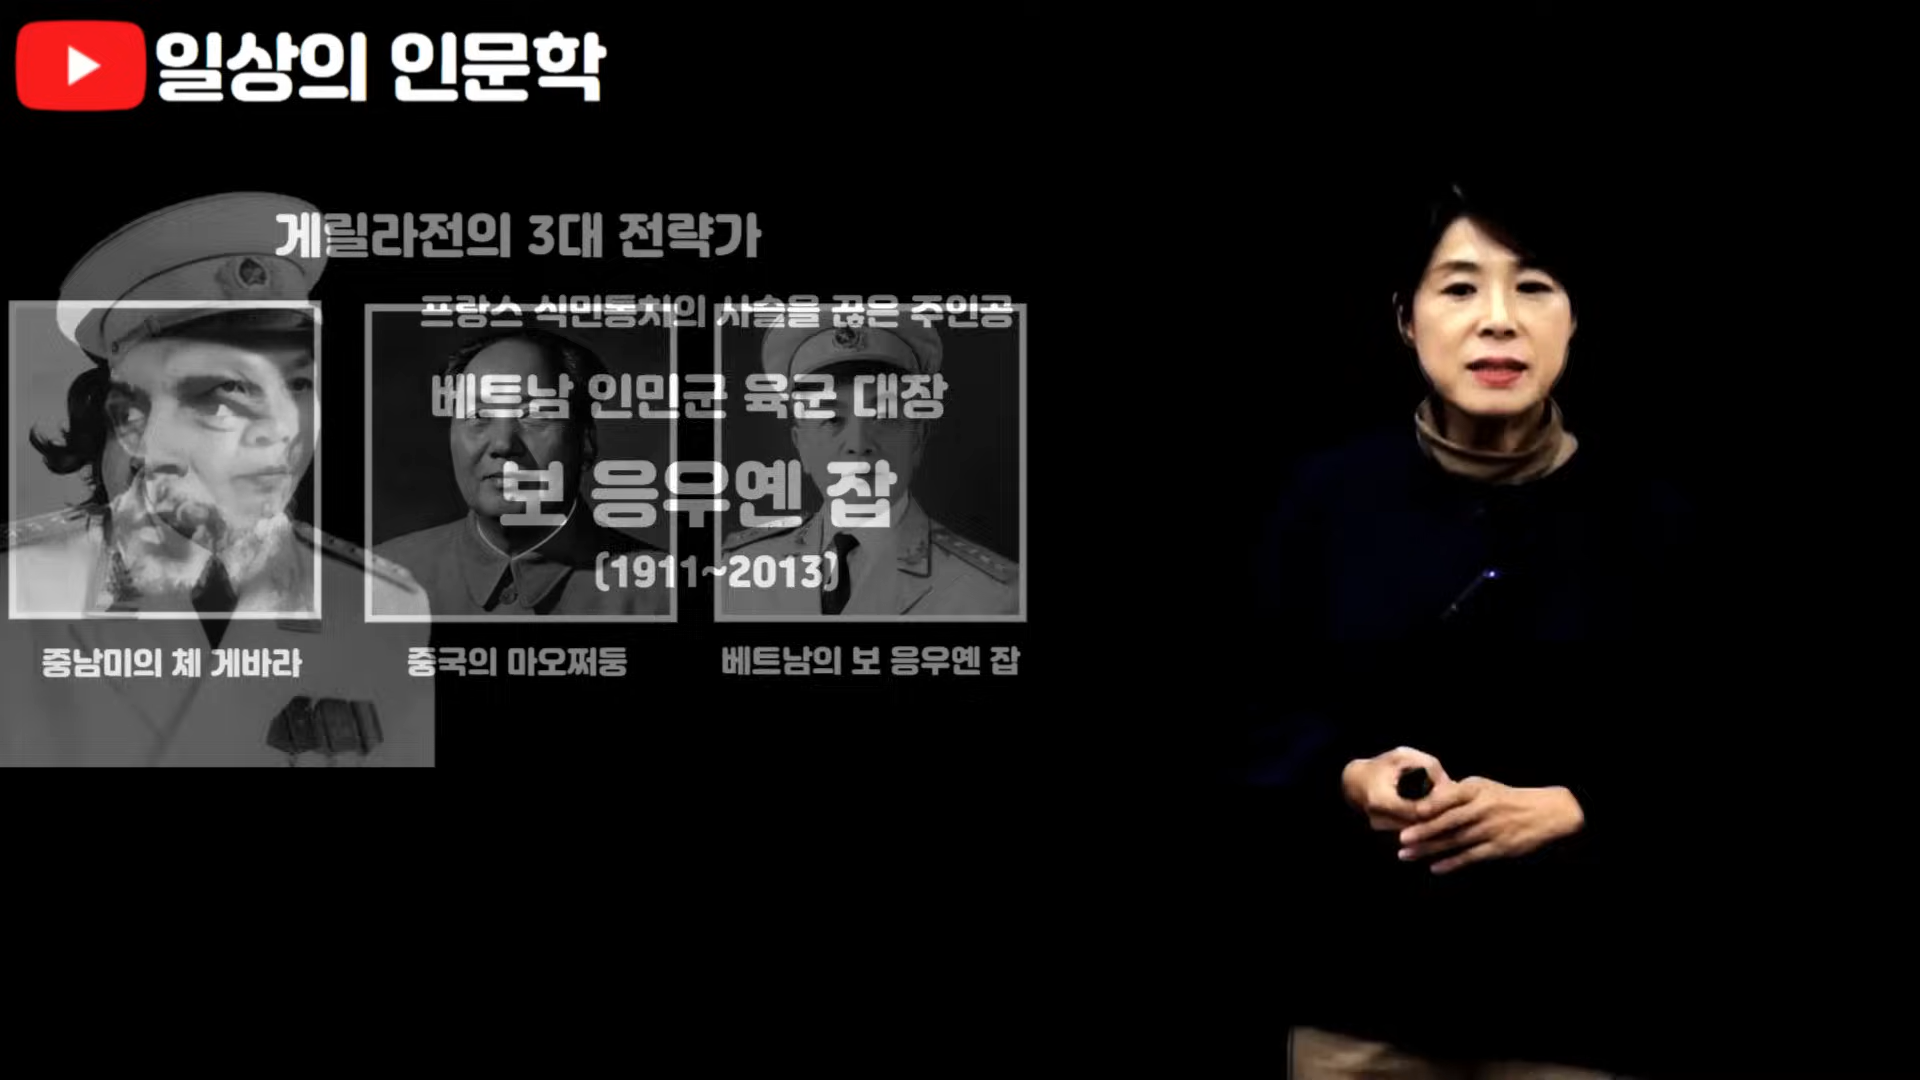 일상의 인문학
게릴라전의 3대 전략가
프랑스 식민통치의 사슬을 끊은 주인공
베트남 인민군 육군 대장
보 응우옌 잡
(1911~2013)
중남미의 체 게바라
중국의 마오쩌둥
베트남의 보 응우옌 잡